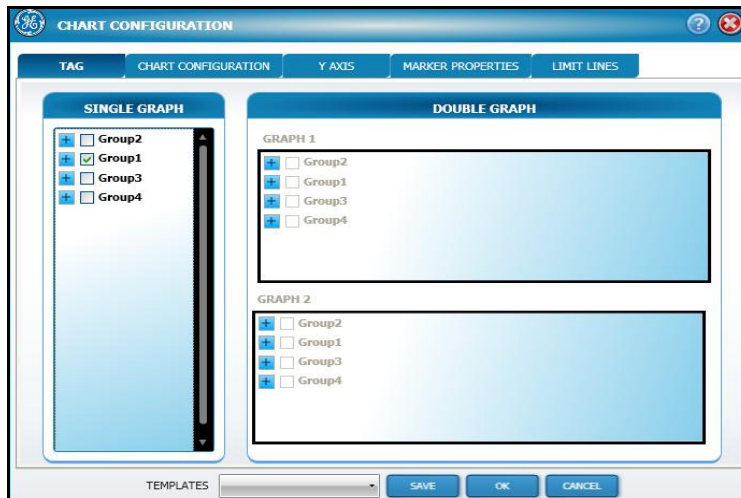 CHART CONFIGURATION
?
TAG CHART CONFIGURATION Y AXIS MARKER PROPERTIES LIMIT LINES
SINGLE GRAPH
Group2
Group1
Group3
Group4
DOUBLE GRAPH
GRAPH 1
Group2
Group1
Group3
Group4
GRAPH 2
Group2
Group1
Group3
Group4
TEMPLATES SAVE OK CANCEL